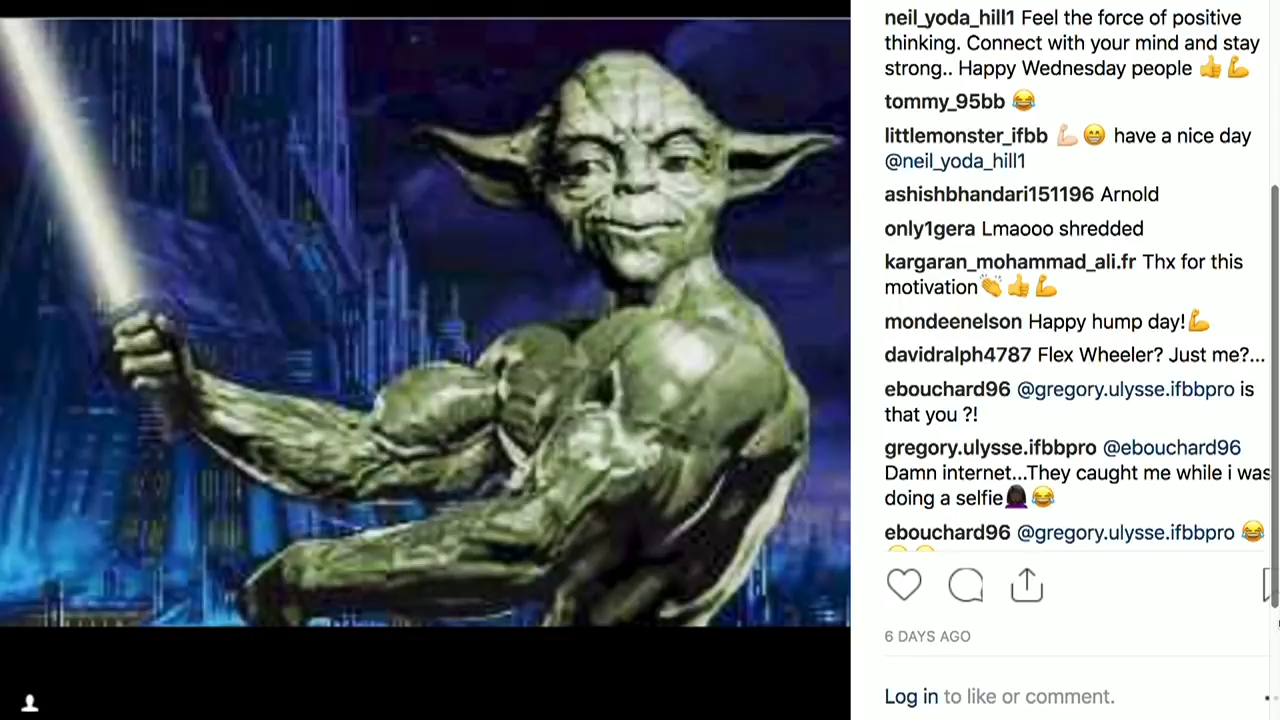 neil_yoda_hill1 Feel the force of positive
thinking. Connect with your mind and stay
strong.. Happy Wednesday people 👍💪
tommy_95bb 😂
littlemonster_ifbb 💪🏻😁 have a nice day
@neil_yoda_hill1
ashishbhandari151196 Arnold
only1gera Lmaooo shredded
kargaran_mohammad_ali.fr Thx for this
motivation👏👍💪
mondeenelson Happy hump day!💪
davidralph4787 Flex Wheeler? Just me?...
ebouchard96 @gregory.ulysse.ifbbpro is
that you ?!
gregory.ulysse.ifbbpro @ebouchard96
Damn internet...They caught me while i was
doing a selfie🤦🏿‍♀️😂
ebouchard96 @gregory.ulysse.ifbbpro 😂
6 DAYS AGO
Log in to like or comment.